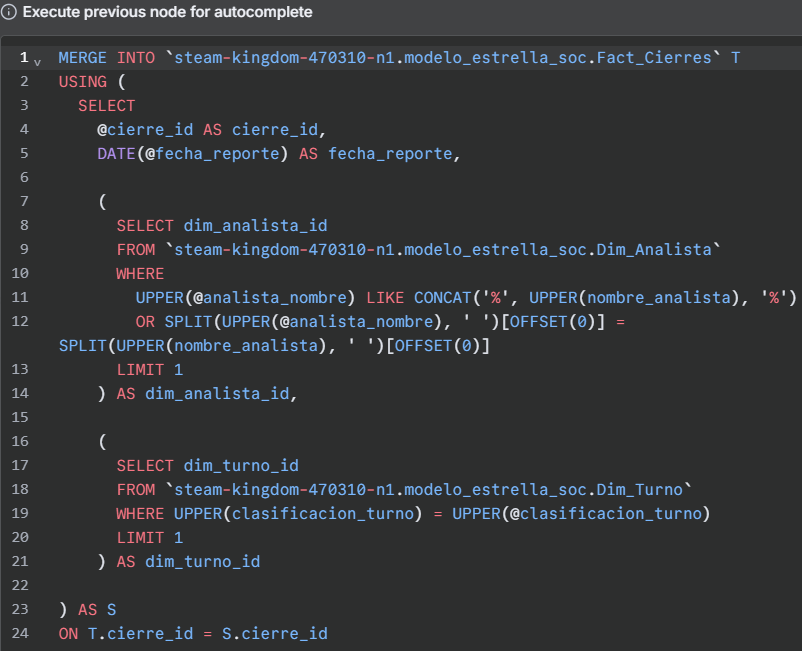 Execute previous node for autocomplete
1 MERGE INTO `steam-kingdom-470310-n1.modelo_estrella_soc.Fact_Cierres` T
2 USING (
3   SELECT
4     @cierre_id AS cierre_id,
5     DATE(@fecha_reporte) AS fecha_reporte,
6
7     (
8       SELECT dim_analista_id
9       FROM `steam-kingdom-470310-n1.modelo_estrella_soc.Dim_Analista`
10       WHERE
11         UPPER(@analista_nombre) LIKE CONCAT('%', UPPER(nombre_analista), '%')
12         OR SPLIT(UPPER(@analista_nombre), ' ')[OFFSET(0)] =
SPLIT(UPPER(nombre_analista), ' ')[OFFSET(0)]
13       LIMIT 1
14     ) AS dim_analista_id,
15
16     (
17       SELECT dim_turno_id
18       FROM `steam-kingdom-470310-n1.modelo_estrella_soc.Dim_Turno`
19       WHERE UPPER(clasificacion_turno) = UPPER(@clasificacion_turno)
20       LIMIT 1
21     ) AS dim_turno_id
22
23 ) AS S
24 ON T.cierre_id = S.cierre_id